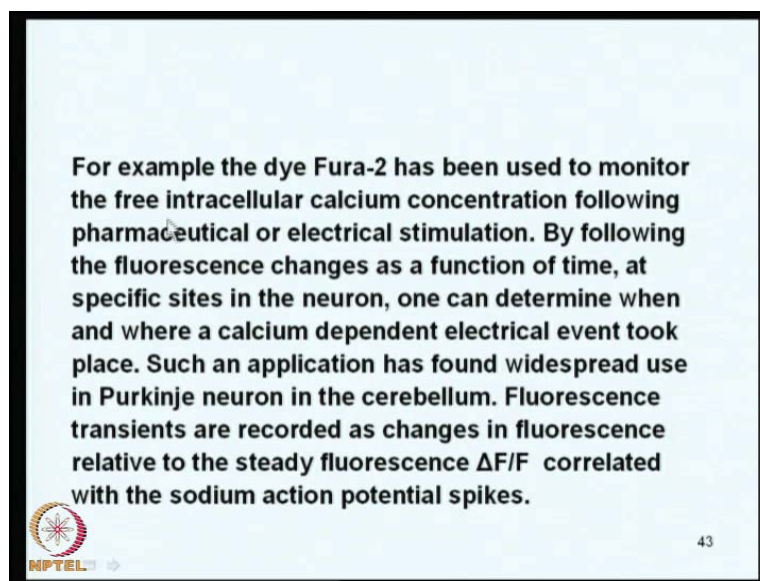 For example the dye Fura-2 has been used to monitor
the free intracellular calcium concentration following
pharmaceutical or electrical stimulation. By following
the fluorescence changes as a function of time, at
specific sites in the neuron, one can determine when
and where a calcium dependent electrical event took
place. Such an application has found widespread use
in Purkinje neuron in the cerebellum. Fluorescence
transients are recorded as changes in fluorescence
relative to the steady fluorescence ΔF/F correlated
with the sodium action potential spikes.
43
NPTEL